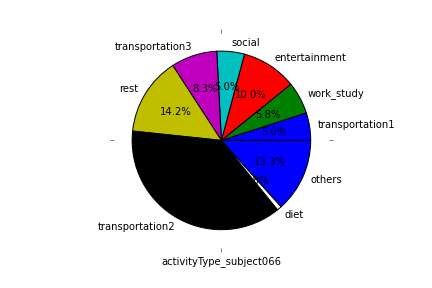 social
transportation3
entertainment
8.3%
5.0%
10.0%
rest
work_study
14.2%
5.8%
transportation1
5.0%
13.3%
others
diet
transportation2
activityType_subject066